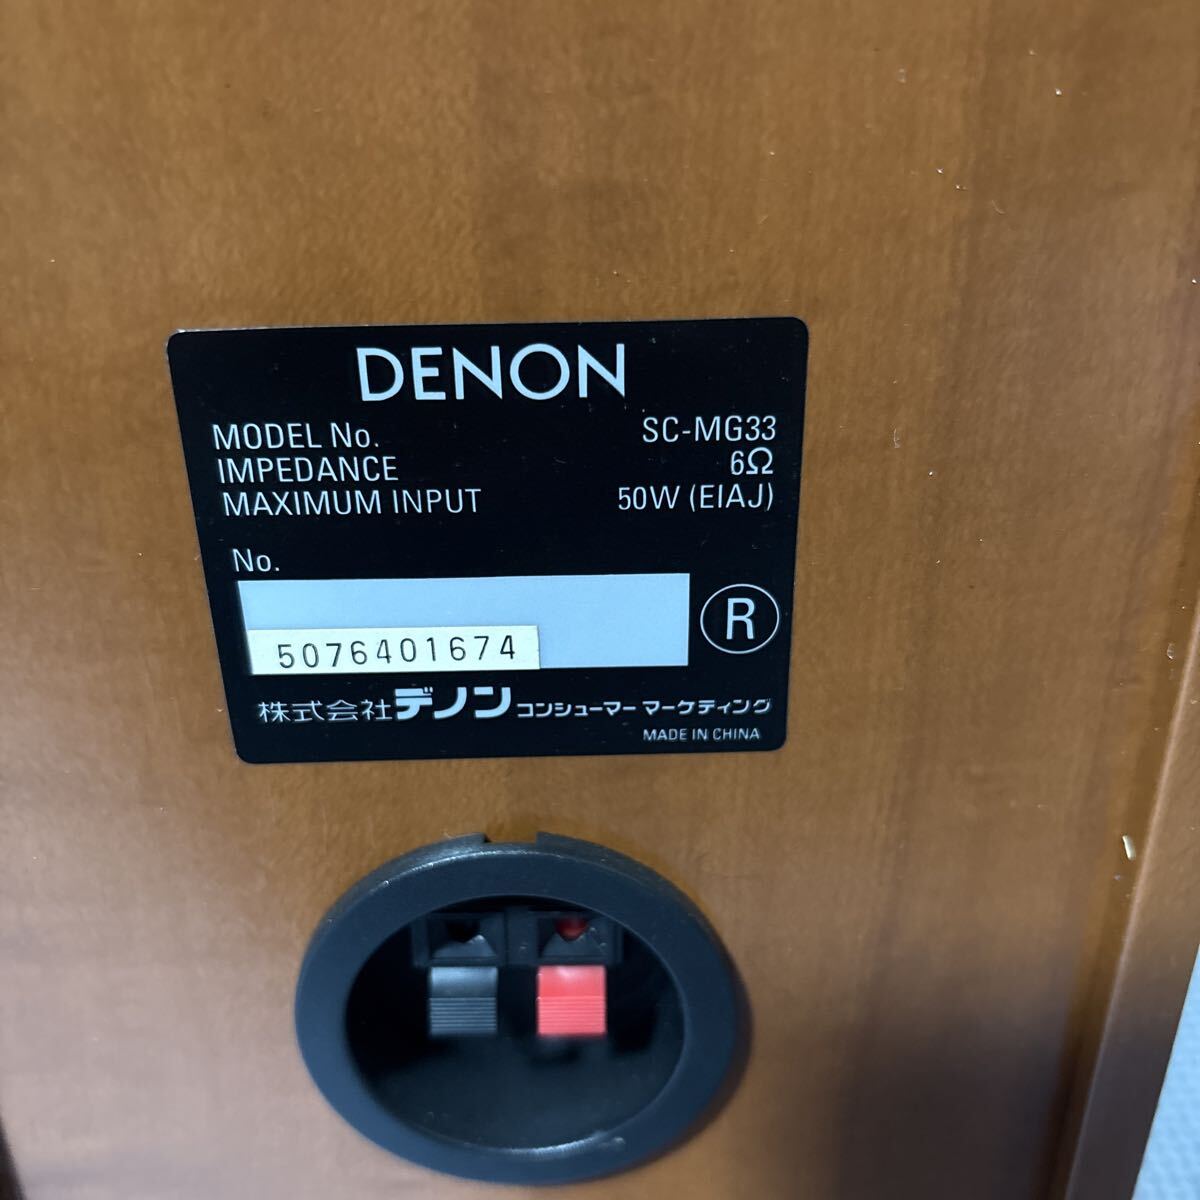 DENON
MODEL No. SC-MG33
IMPEDANCE 6Ω
MAXIMUM INPUT 50W (EIAJ)
No.
5076401674
R
株式会社デノン コンシューマー マーケティング
MADE IN CHINA